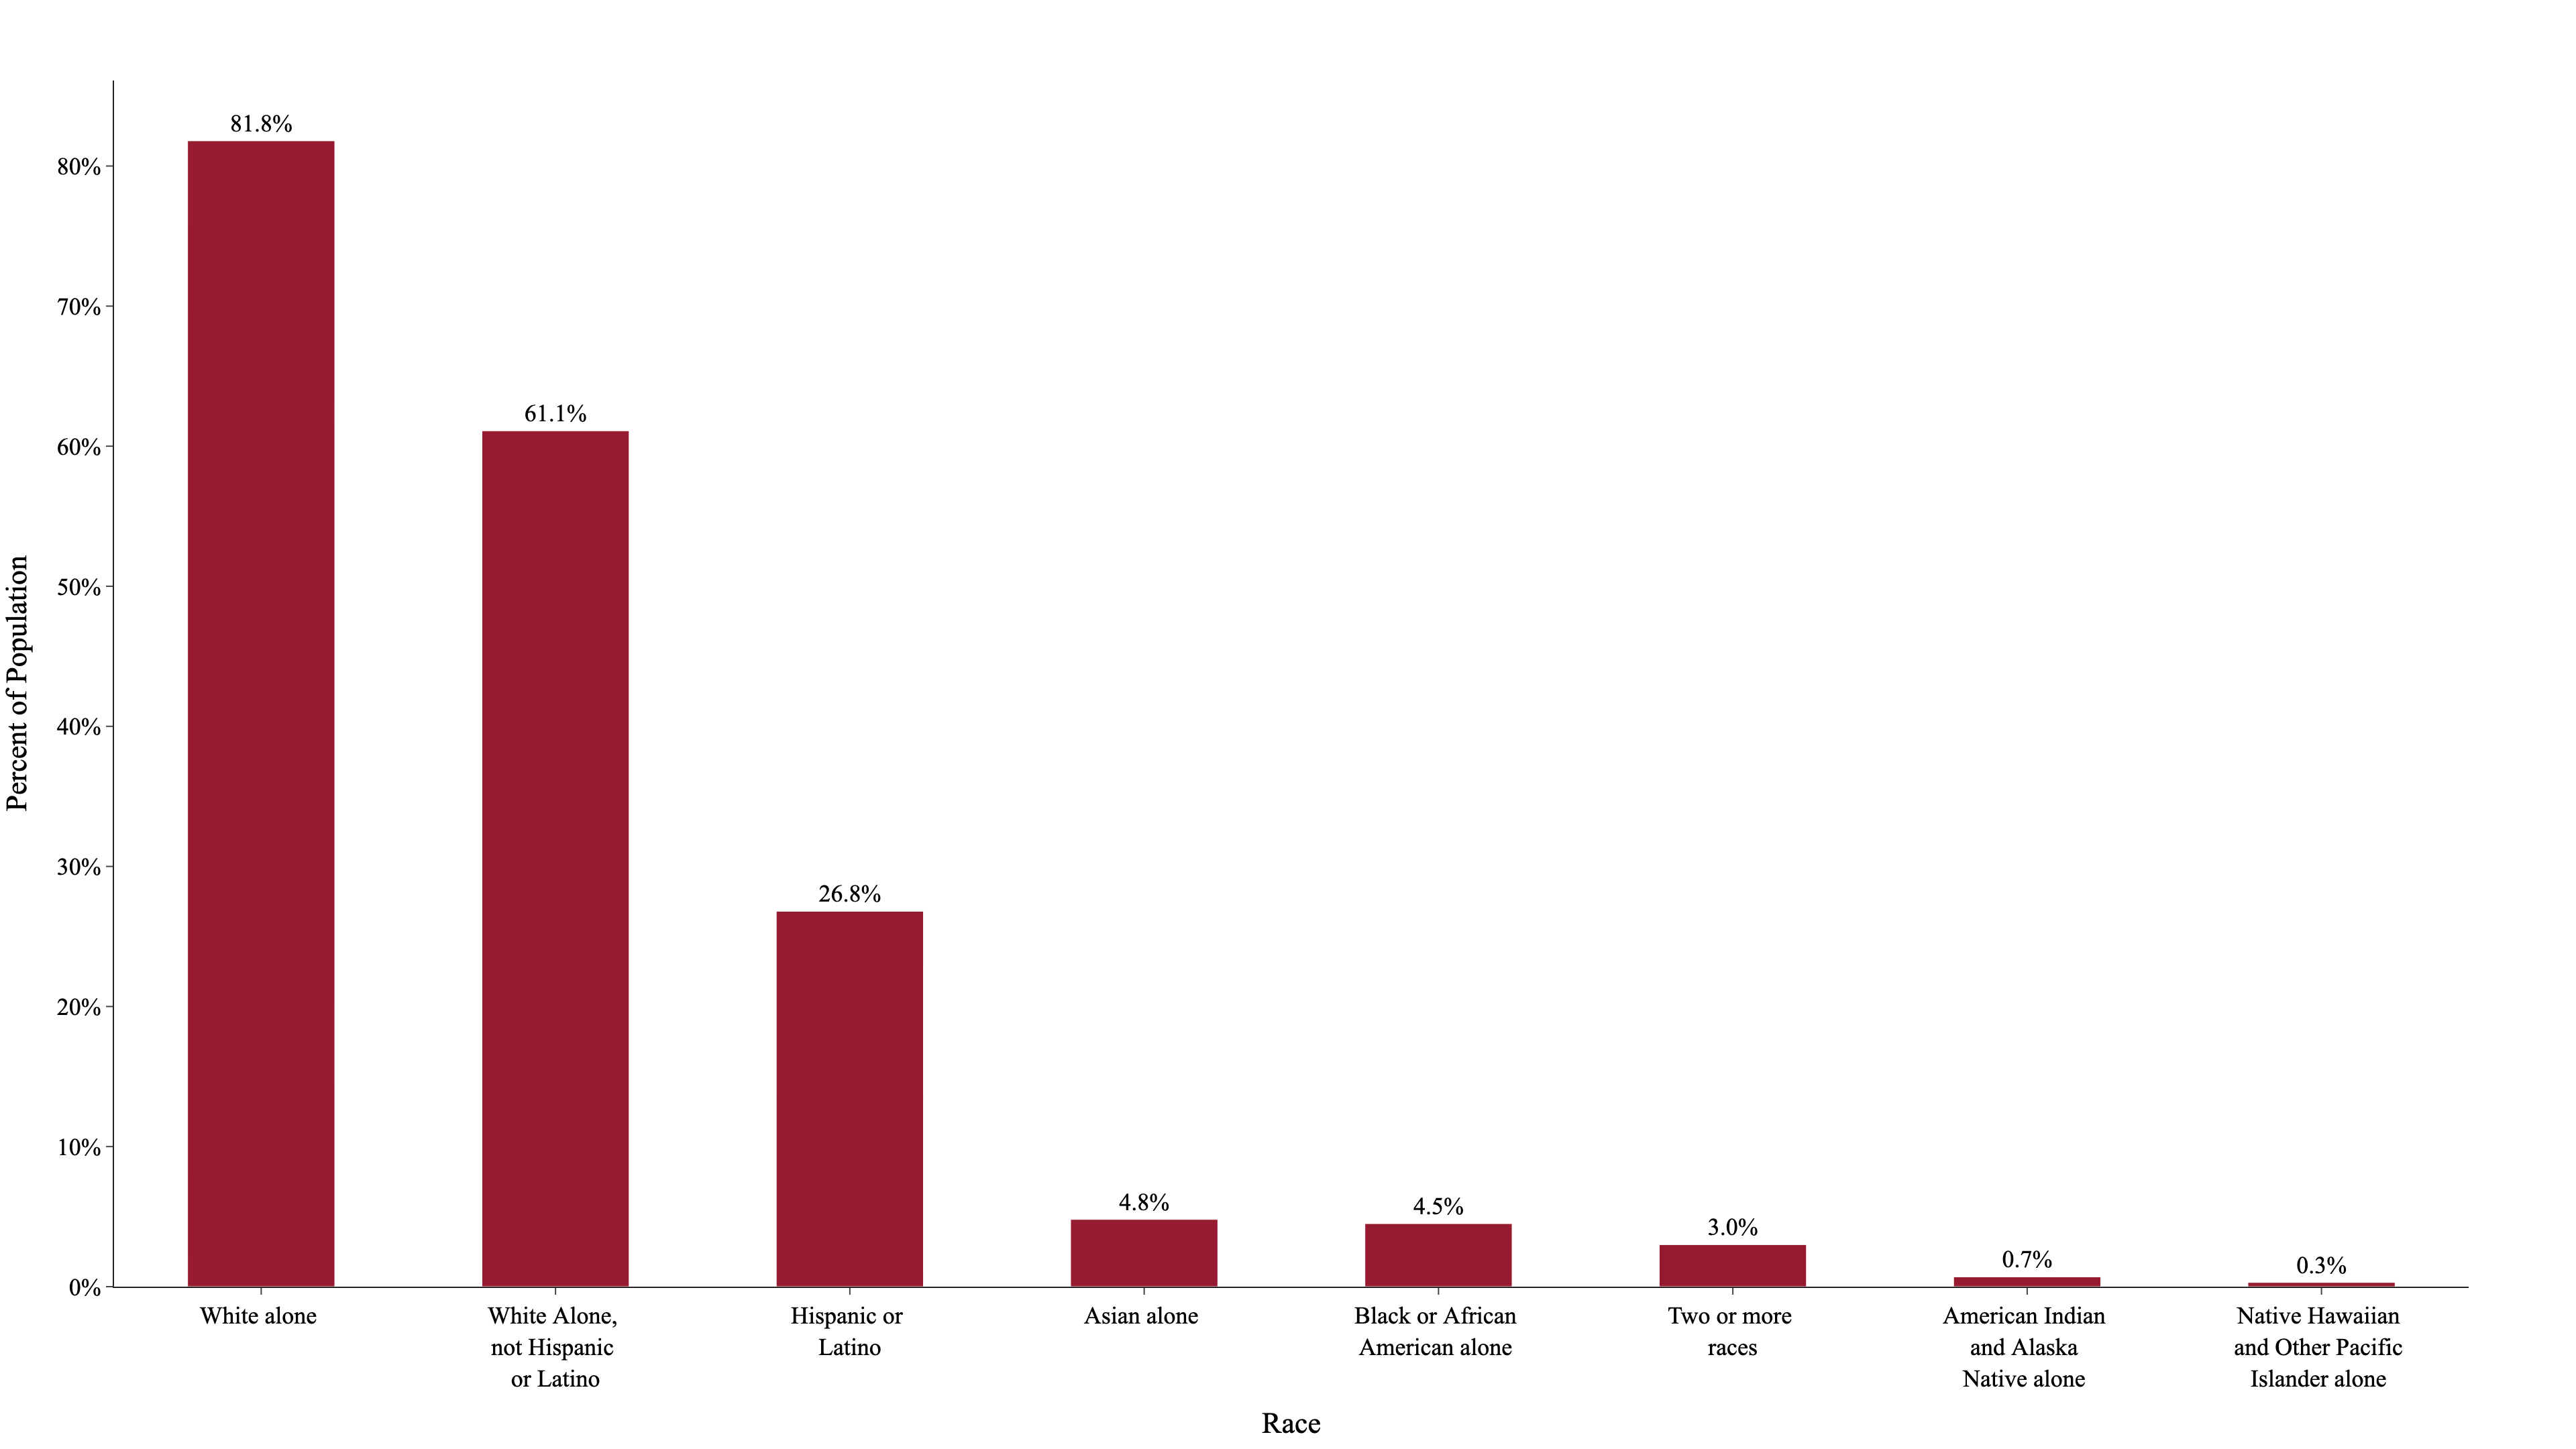 81.8%
80%
70%
61.1%
60%
50%
40%
30%
26.8%
20%
10%
4.8%
4.5%
3.0%
0.7%
0.3%
0%
Percent of Population
White alone
White Alone,
not Hispanic
or Latino
Hispanic or
Latino
Asian alone
Black or African
American alone
Two or more
races
American Indian
and Alaska
Native alone
Native Hawaiian
and Other Pacific
Islander alone
Race